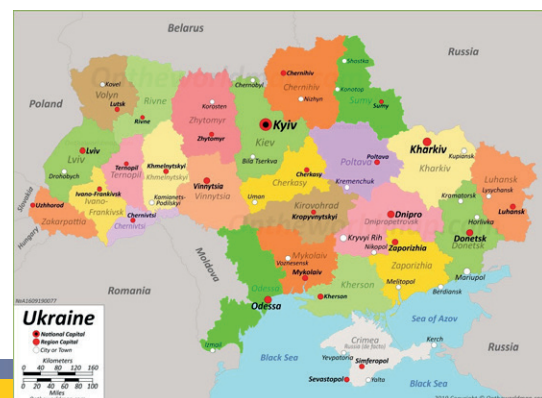 Belarus
Russia
Poland
Slovakia
Hungary
Romania
Moldova
Black Sea
Black Sea
Sea of Azov
Russia
Kovel
Volyn
Lutsk
Rivne
Rivne
Korosten
Zhytomyr
Zhytomyr
Chernobyl
Kyiv
Kiev
Bila Tserkva
Chernihiv
Chernihiv
Nizhyn
Shostka
Konotop
Sumy
Sumy
Lviv
Lviv
Drohobych
Ternopil
Ternopil
Khmelnytskyi
Khmelnytskyi
Kamianets-
Podilskyi
Ivano-Frankivsk
Ivano-
Frankivsk
Uzhhorod
Zakarpattia
Chernivtsi
Chernivtsi
Vinnytsia
Vinnytsia
Cherkasy
Cherkasy
Uman
Poltava
Poltava
Kremenchuk
Kharkiv
Kharkiv
Kupiansk
Luhansk
Lysychansk
Luhansk
Kramatorsk
Horlivka
Donetsk
Donetsk
Mariupol
Kirovohrad
Kropyvnytskyi
Dnipro
Dnipropetrovsk
Kryvyi Rih
Nikopol
Zaporizhia
Zaporizhia
Melitopol
Berdiansk
Mykolaiv
Voznesensk
Mykolaiv
Kherson
Kherson
Odessa
Odessa
Izmail
Crimea
Russia (de facto)
Yevpatoria
Simferopol
Kerch
Sevastopol
Yalta
Ukraine
National Capital
Region Capital
City or Town
Kilometers
0 40 80 120 160
0 20 40 60 80 100
Miles